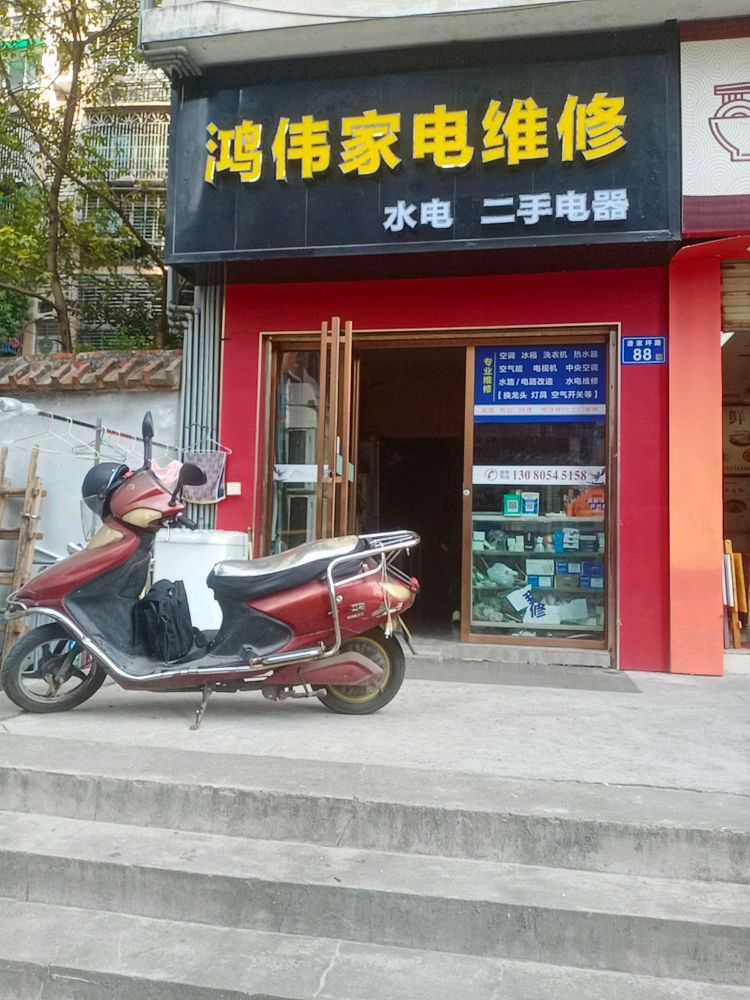 鸿伟家电维修
水电 二手电器
专业维修
空调 冰箱 洗衣机 热水器
空气能 电视机 中央空调
水路/电路改造 水电维修
【换龙头 灯具 空气开关等】
130 8054 5158
88
修